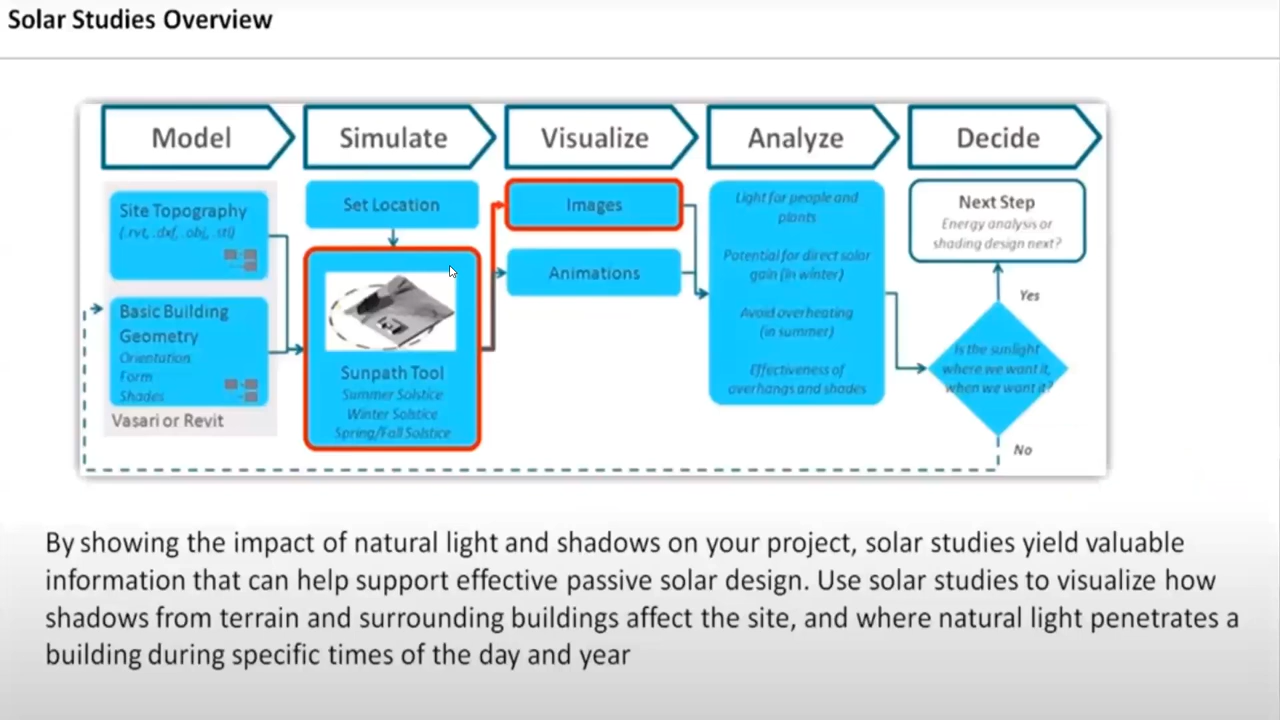 Solar Studies Overview
Model
Simulate
Visualize
Analyze
Decide
Site Topography
(.rvt, .dxf, .obj, .stl)
Basic Building
Geometry
Orientation
Form
Shades
Vasari or Revit
Set Location
Sunpath Tool
Summer Solstice
Winter Solstice
Spring/Fall Solstice
Images
Animations
Light for people and
plants
Potential for direct solar
gain (in winter)
Avoid overheating
(in summer)
Effectiveness of
overhangs and shades
Next Step
Energy analysis or
shading design next?
Yes
Is the sunlight
where we want it,
when we want it?
No
By showing the impact of natural light and shadows on your project, solar studies yield valuable
information that can help support effective passive solar design. Use solar studies to visualize how
shadows from terrain and surrounding buildings affect the site, and where natural light penetrates a
building during specific times of the day and year